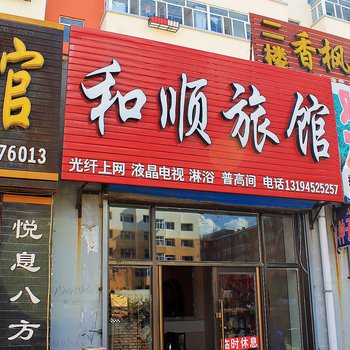 二楼香枫
馆
76013
悦息八方
和顺旅馆
光纤上网 液晶电视 淋浴 普高间 电话13194525257
临时休息